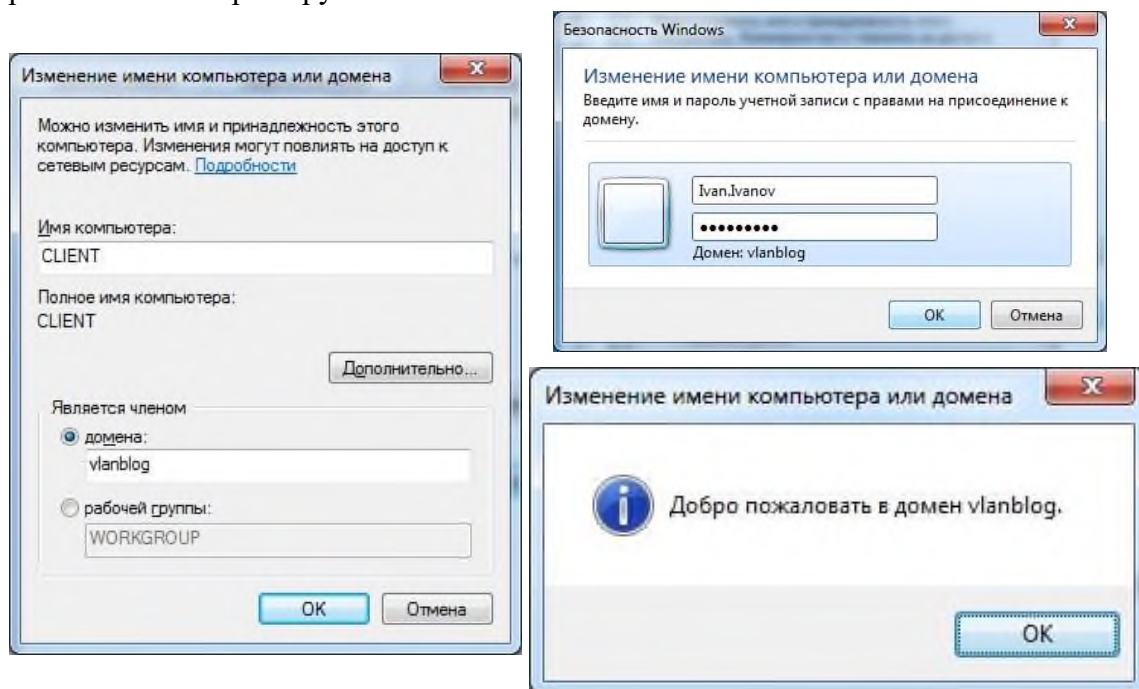 Изменение имени компьютера или домена
Можно изменить имя и принадлежность этого
компьютера. Изменения могут повлиять на доступ к
сетевым ресурсам. Подробности
Имя компьютера:
CLIENT
Полное имя компьютера:
CLIENT
Дополнительно...
Является членом
домена:
vlanblog
рабочей группы:
WORKGROUP
OK
Отмена
Безопасность Windows
Изменение имени компьютера или домена
Введите имя и пароль учетной записи с правами на присоединение к
домену.
Ivan.Ivanov
●●●●●●●●●
Домен: vlanblog
OK
Отмена
Изменение имени компьютера или домена
Добро пожаловать в домен vlanblog.
OK